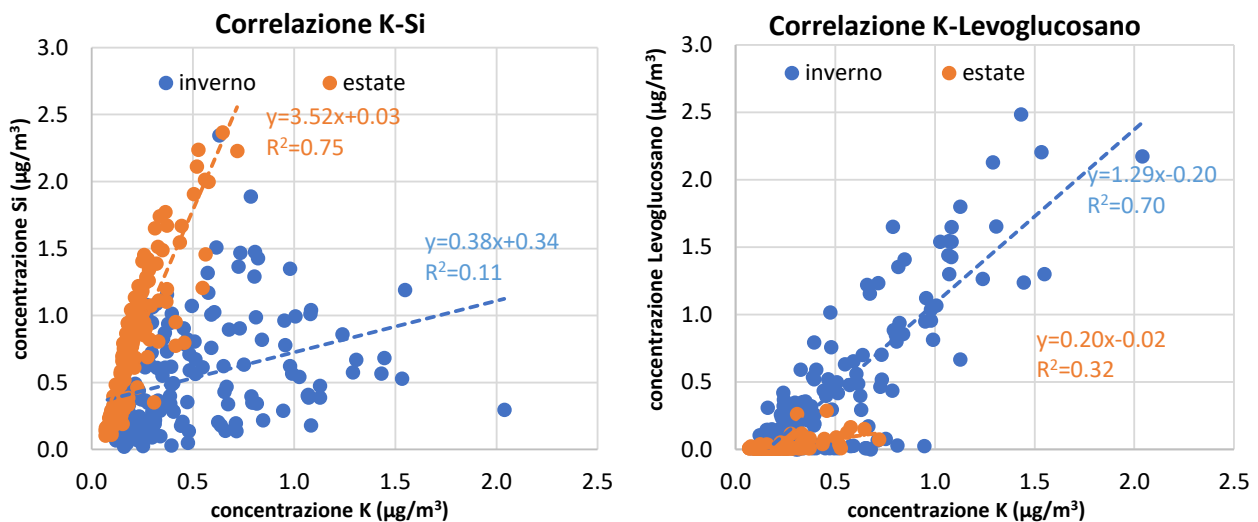 Correlazione K-Si
3.0
2.5
2.0
1.5
1.0
0.5
0.0
0.0 0.5 1.0 1.5 2.0 2.5
concentrazione Si (µg/m³)
concentrazione K (µg/m³)
inverno estate
y=3.52x+0.03
R²=0.75
y=0.38x+0.34
R²=0.11
Correlazione K-Levoglucosano
3.0
2.5
2.0
1.5
1.0
0.5
0.0
0.0 0.5 1.0 1.5 2.0 2.5
concentrazione Levoglucosano (µg/m³)
concentrazione K (µg/m³)
inverno estate
y=1.29x-0.20
R²=0.70
y=0.20x-0.02
R²=0.32